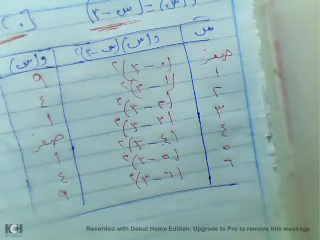 و(س) = (س-٣)٢
س و(س)=(س-٣)٢ و(س)
صفر (٠-٣)٢ ٩
١ (١-٣)٢ ٤
٢ (٢-٣)٢ ١
٣ (٣-٣)٢ صفر
٤ (٤-٣)٢ ١
٥ (٥-٣)٢ ٤
٦ (٦-٣)٢ ٩
Recorded with Debut Home Edition: Upgrade to Pro to remove this message